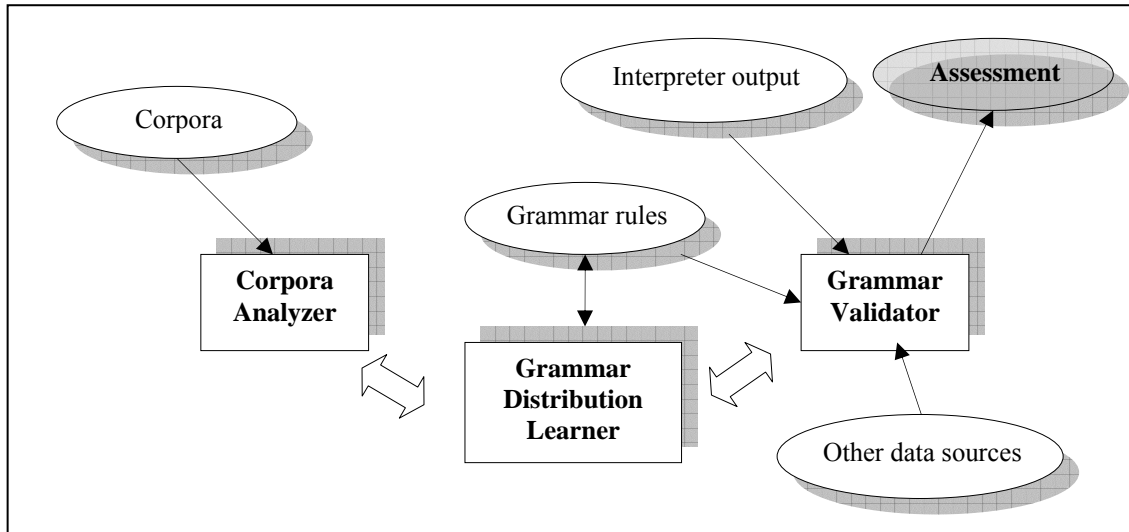 Interpreter output
Assessment
Corpora
Grammar rules
Corpora
Analyzer
Grammar
Validator
Grammar
Distribution
Learner
Other data sources